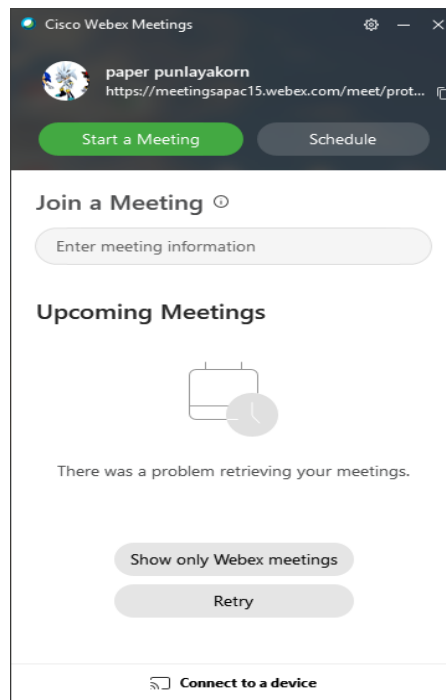 Cisco Webex Meetings
paper punlayakorn
https://meetingsapac15.webex.com/meet/prot...
Start a Meeting
Schedule
Join a Meeting
Enter meeting information
Upcoming Meetings
There was a problem retrieving your meetings.
Show only Webex meetings
Retry
Connect to a device